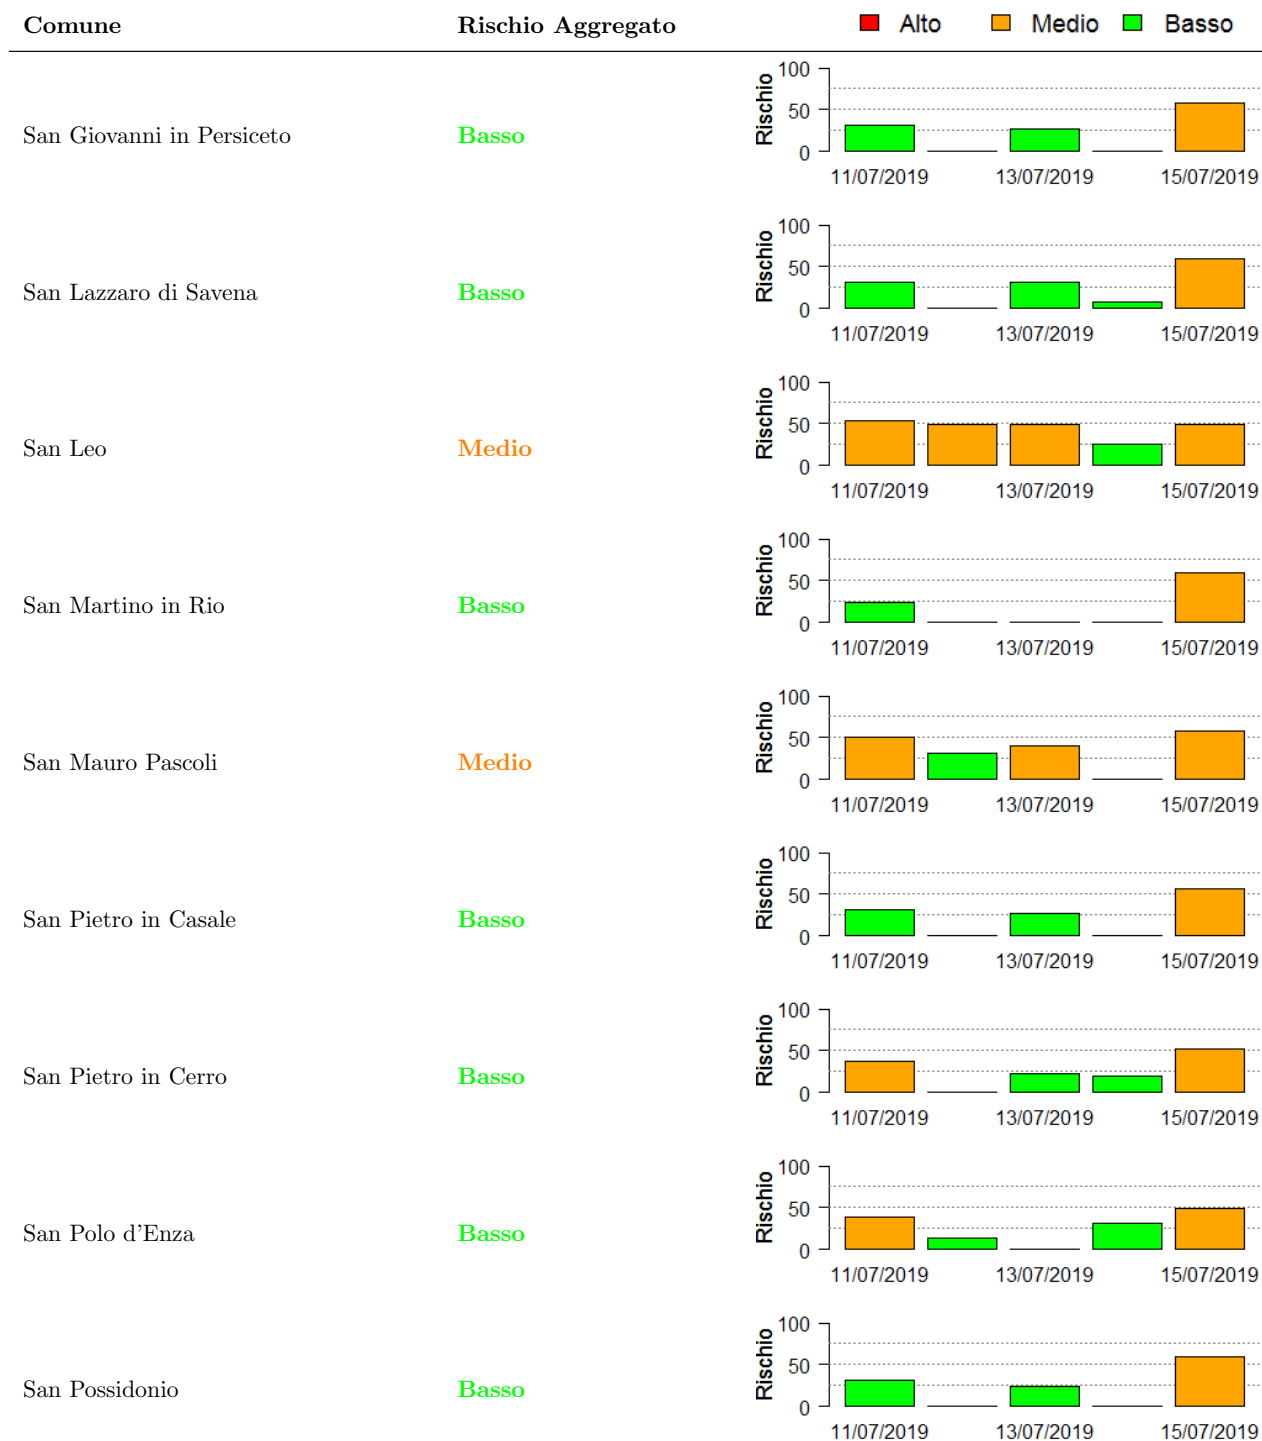 Comune Rischio Aggregato Alto Medio Basso
San Giovanni in Persiceto Basso
Rischio
100
50
0
11/07/2019 13/07/2019 15/07/2019
San Lazzaro di Savena Basso
Rischio
100
50
0
11/07/2019 13/07/2019 15/07/2019
San Leo Medio
Rischio
100
50
0
11/07/2019 13/07/2019 15/07/2019
San Martino in Rio Basso
Rischio
100
50
0
11/07/2019 13/07/2019 15/07/2019
San Mauro Pascoli Medio
Rischio
100
50
0
11/07/2019 13/07/2019 15/07/2019
San Pietro in Casale Basso
Rischio
100
50
0
11/07/2019 13/07/2019 15/07/2019
San Pietro in Cerro Basso
Rischio
100
50
0
11/07/2019 13/07/2019 15/07/2019
San Polo d'Enza Basso
Rischio
100
50
0
11/07/2019 13/07/2019 15/07/2019
San Possidonio Basso
Rischio
100
50
0
11/07/2019 13/07/2019 15/07/2019